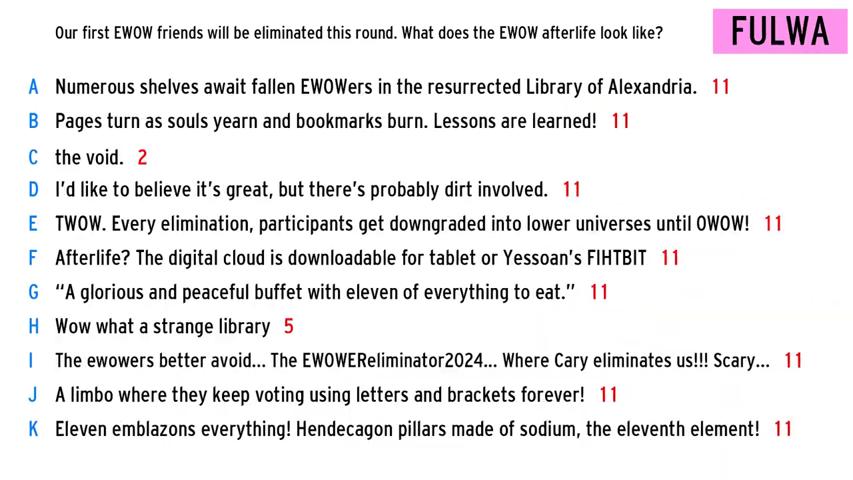 Our first EWOW friends will be eliminated this round. What does the EWOW afterlife look like?
FULWA
A Numerous shelves await fallen EWOWers in the resurrected Library of Alexandria. 11
B Pages turn as souls yearn and bookmarks burn. Lessons are learned! 11
C the void. 2
D I'd like to believe it's great, but there's probably dirt involved. 11
E TWOW. Every elimination, participants get downgraded into lower universes until OWOW! 11
F Afterlife? The digital cloud is downloadable for tablet or Yessoan's FIHTBIT 11
G “A glorious and peaceful buffet with eleven of everything to eat.” 11
H Wow what a strange library 5
I The ewowers better avoid... The EWOWEReliminator2024... Where Cary eliminates us!!! Scary... 11
J A limbo where they keep voting using letters and brackets forever! 11
K Eleven emblazons everything! Hendecagon pillars made of sodium, the eleventh element! 11